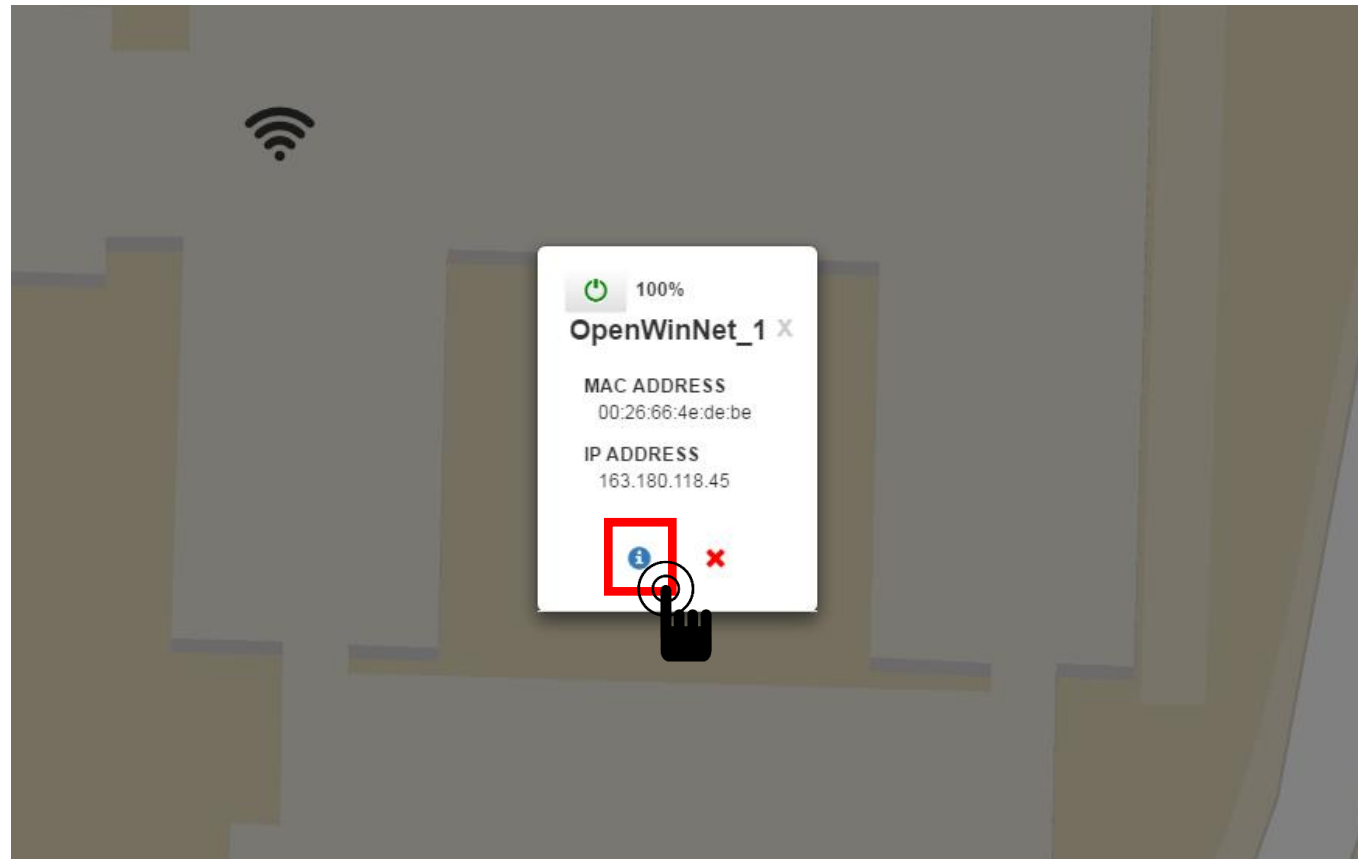 100%
OpenWinNet_1 X
MAC ADDRESS
00:26:66:4e:de:be
IP ADDRESS
163.180.118.45